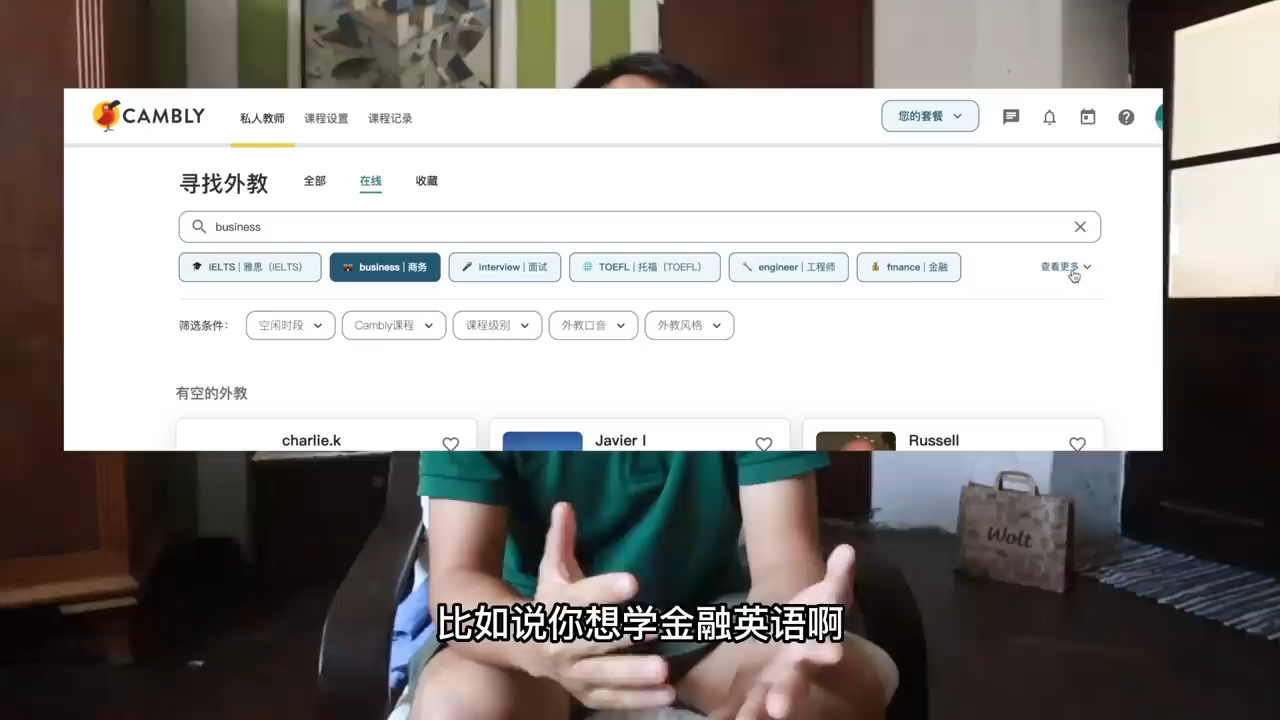 CAMBLY 私人教师 课程设置 课程记录 您的套餐
寻找外教 全部 在线 收藏
business
IELTS | 雅思（IELTS） business | 商务 interview | 面试 TOEFL | 托福（TOEFL） engineer | 工程师 finance | 金融 查看更多
筛选条件： 空闲时段 Cambly课程 课程级别 外教口音 外教风格
有空的外教
charlie.k Javier I Russell
Wolt
比如说你想学金融英语啊